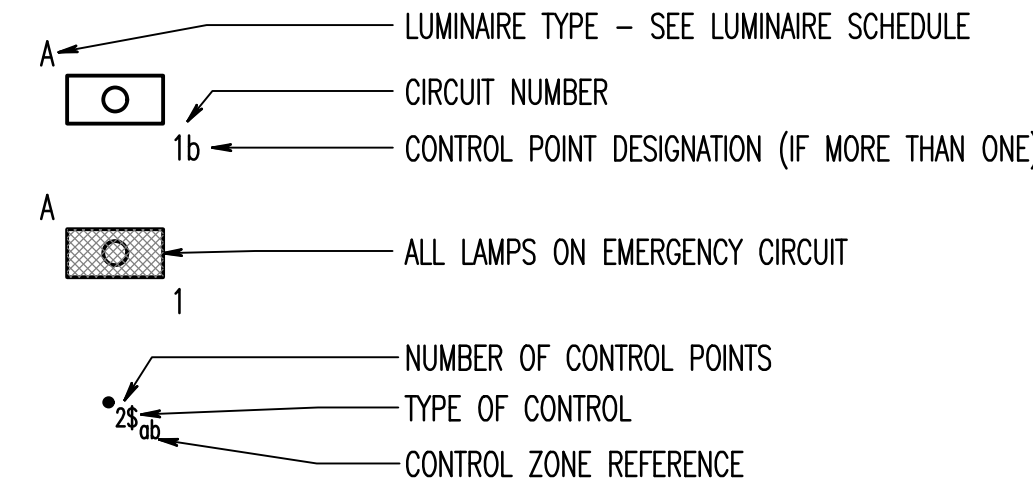 LUMINAIRE TYPE – SEE LUMINAIRE SCHEDULE
A
CIRCUIT NUMBER
1b
CONTROL POINT DESIGNATION (IF MORE THAN ONE)
A
ALL LAMPS ON EMERGENCY CIRCUIT
1
NUMBER OF CONTROL POINTS
2$ab
TYPE OF CONTROL
CONTROL ZONE REFERENCE